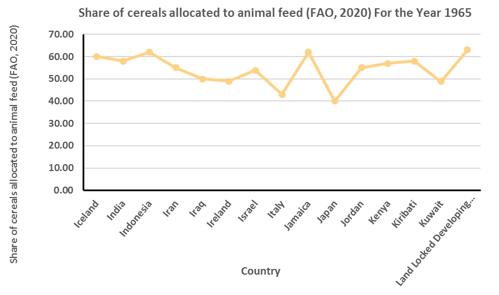 Share of cereals allocated to animal feed (FAO, 2020) For the Year 1965
Share of cereals allocated to animal feed (FAO, 2020)
70.00
60.00
50.00
40.00
30.00
20.00
10.00
0.00
Iceland
India
Indonesia
Iran
Iraq
Ireland
Israel
Italy
Jamaica
Japan
Jordan
Kenya
Kiribati
Kuwait
Land Locked Developing...
Country